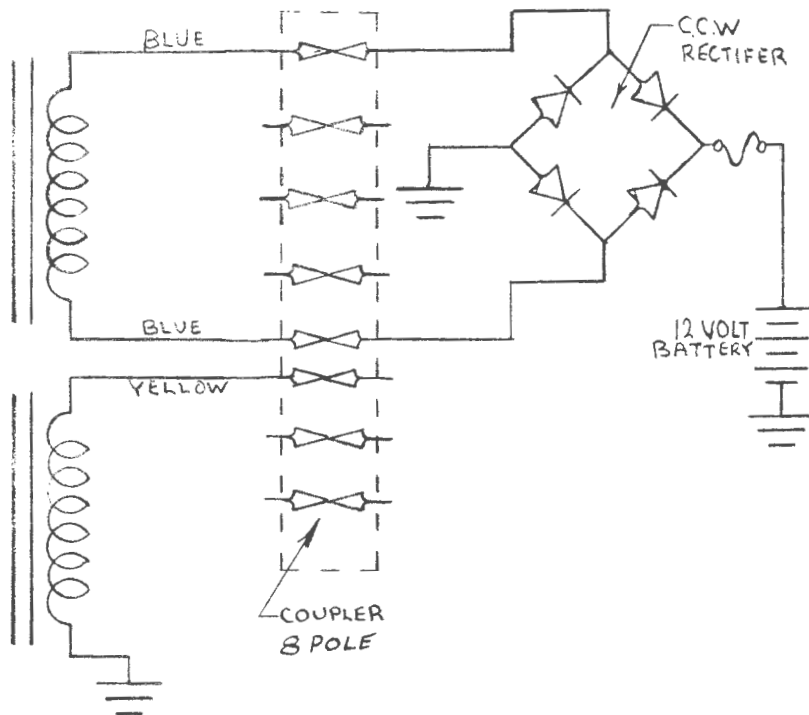 BLUE
C.C.W
RECTIFER
BLUE
12 VOLT
BATTERY
YELLOW
COUPLER
8 POLE